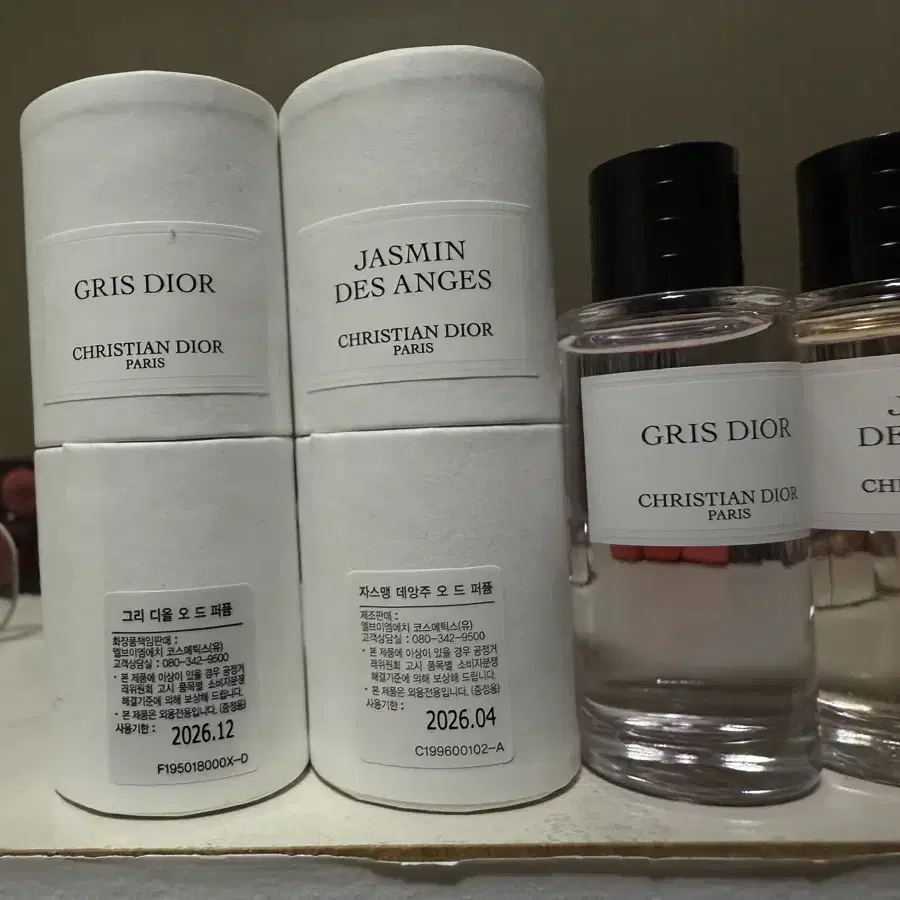 GRIS DIOR
CHRISTIAN DIOR
PARIS
JASMIN
DES ANGES
CHRISTIAN DIOR
PARIS
GRIS DIOR
CHRISTIAN DIOR
PARIS
J
DE
CH
그리 디올 오 드 퍼퓸
화장품책임판매 :
엘브이엠에치 코스메틱스(유)
고객상담실 : 080-342-9500
• 본 제품에 이상이 있을 경우 공정거
래위원회 고시 품목별 소비자분쟁
해결기준에 의해 보상해 드립니다.
• 본 제품은 외용전용입니다. (증정용)
사용기한 : 2026.12
F195018000X-D
자스맹 데앙주 오 드 퍼퓸
제조판매 :
엘브이엠에치 코스메틱스(유)
고객상담실 : 080-342-9500
• 본 제품에 이상이 있을 경우 공정거
래위원회 고시 품목별 소비자분쟁
해결기준에 의해 보상해 드립니다.
• 본 제품은 외용전용입니다. (증정용)
사용기한 : 2026.04
C199600102-A